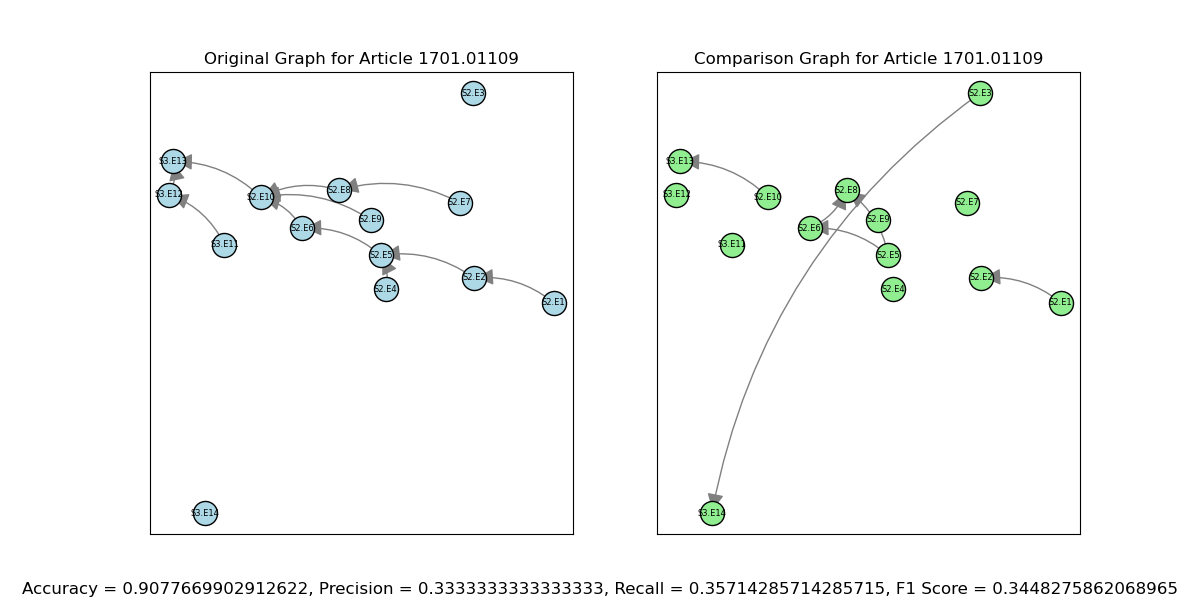 Original Graph for Article 1701.01109
Comparison Graph for Article 1701.01109
S2.E3
S3.E13
S3.E12
S2.E10
S2.E8
S2.E7
S2.E9
S2.E6
S3.E11
S2.E5
S2.E2
S2.E4
S2.E1
S3.E14
S2.E3
S3.E13
S3.E12
S2.E10
S2.E8
S2.E7
S2.E9
S2.E6
S3.E11
S2.E5
S2.E2
S2.E4
S2.E1
S3.E14
Accuracy = 0.9077669902912622, Precision = 0.3333333333333333, Recall = 0.35714285714285715, F1 Score = 0.3448275862068965